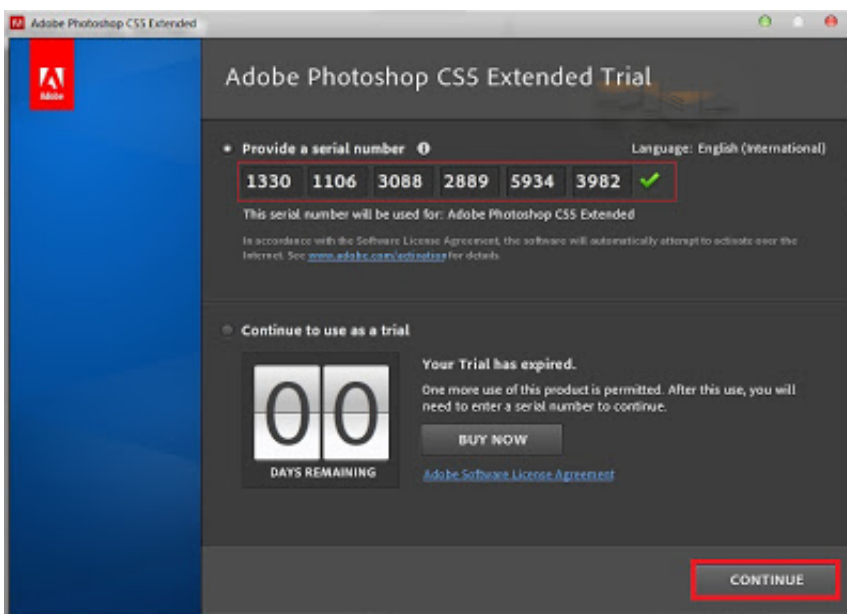 Adobe Photoshop CS5 Extended
Adobe
Adobe Photoshop CS5 Extended Trial
Provide a serial number
Language: English (International)
1330 1106 3088 2889 5934 3982
This serial number will be used for: Adobe Photoshop CS5 Extended
In accordance with the Software License Agreement, the software will automatically attempt to activate over the
Internet. See www.adobe.com/activation for details
Continue to use as a trial
00
DAYS REMAINING
Your Trial has expired.
One more use of this product is permitted. After this use, you will
need to enter a serial number to continue.
BUY NOW
Adobe Software License Agreement
CONTINUE